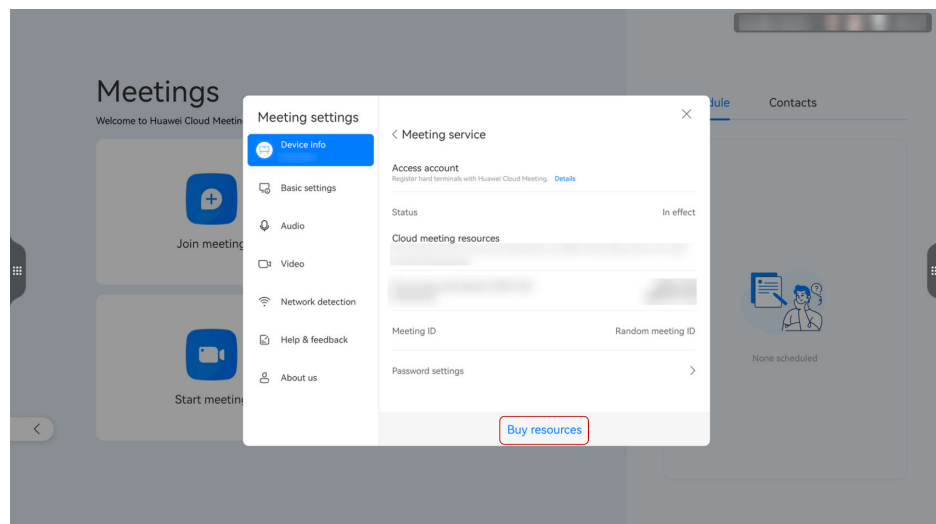 Meetings
Welcome to Huawei Cloud Meetin
Join meeting
Start meeting
Meeting settings
Device info
Basic settings
Audio
Video
Network detection
Help & feedback
About us
Meeting service
Access account
Register hard terminals with Huawei Cloud Meeting. Details
Status In effect
Cloud meeting resources
Meeting ID Random meeting ID
Password settings
Buy resources
dule Contacts
None scheduled